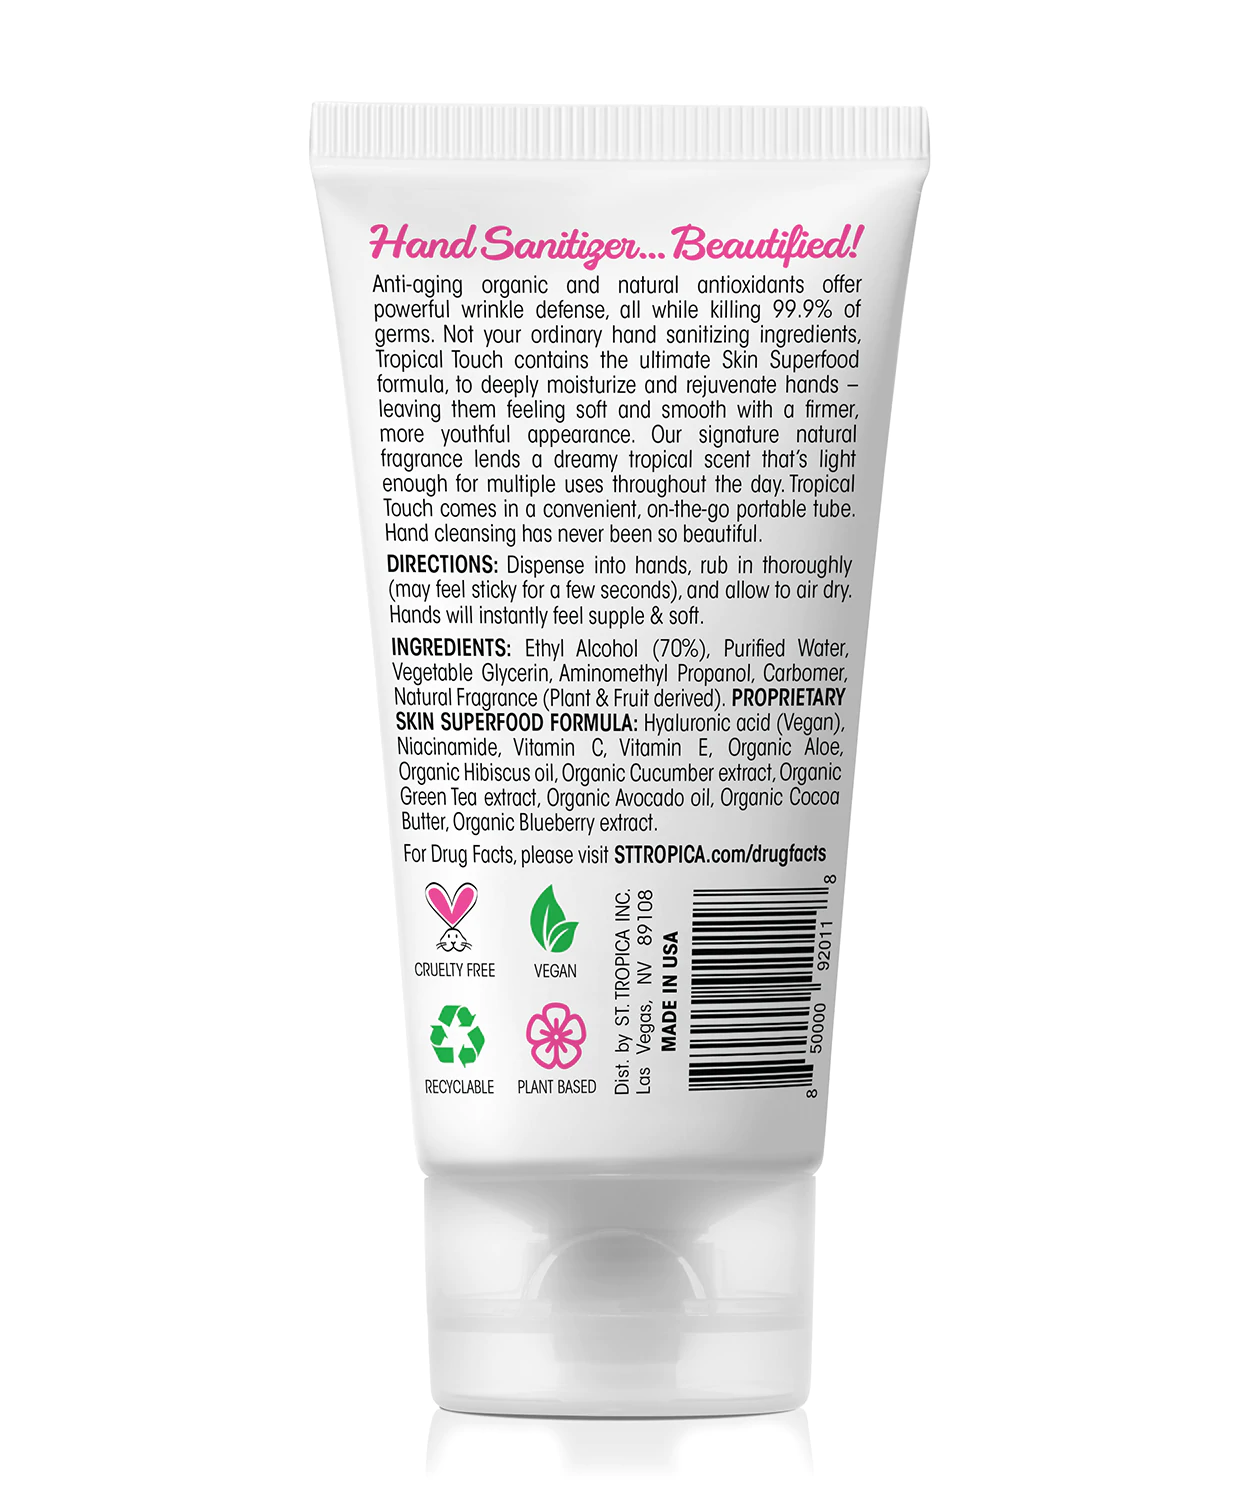 Hand Sanitizer... Beautified!
Anti-aging organic and natural antioxidants offer
powerful wrinkle defense, all while killing 99.9% of
germs. Not your ordinary hand sanitizing ingredients,
Tropical Touch contains the ultimate Skin Superfood
formula, to deeply moisturize and rejuvenate hands –
leaving them feeling soft and smooth with a firmer,
more youthful appearance. Our signature natural
fragrance lends a dreamy tropical scent that's light
enough for multiple uses throughout the day. Tropical
Touch comes in a convenient, on-the-go portable tube.
Hand cleansing has never been so beautiful.
DIRECTIONS: Dispense into hands, rub in thoroughly
(may feel sticky for a few seconds), and allow to air dry.
Hands will instantly feel supple & soft.
INGREDIENTS: Ethyl Alcohol (70%), Purified Water,
Vegetable Glycerin, Aminomethyl Propanol, Carbomer,
Natural Fragrance (Plant & Fruit derived). PROPRIETARY
SKIN SUPERFOOD FORMULA: Hyaluronic acid (Vegan),
Niacinamide, Vitamin C, Vitamin E, Organic Aloe,
Organic Hibiscus oil, Organic Cucumber extract, Organic
Green Tea extract, Organic Avocado oil, Organic Cocoa
Butter, Organic Blueberry extract.
For Drug Facts, please visit STTROPICA.com/drugfacts
CRUELTY FREE
VEGAN
RECYCLABLE
PLANT BASED
Dist. by ST. TROPICA INC.
Las Vegas, NV 89108
MADE IN USA
8 50000 92011 8